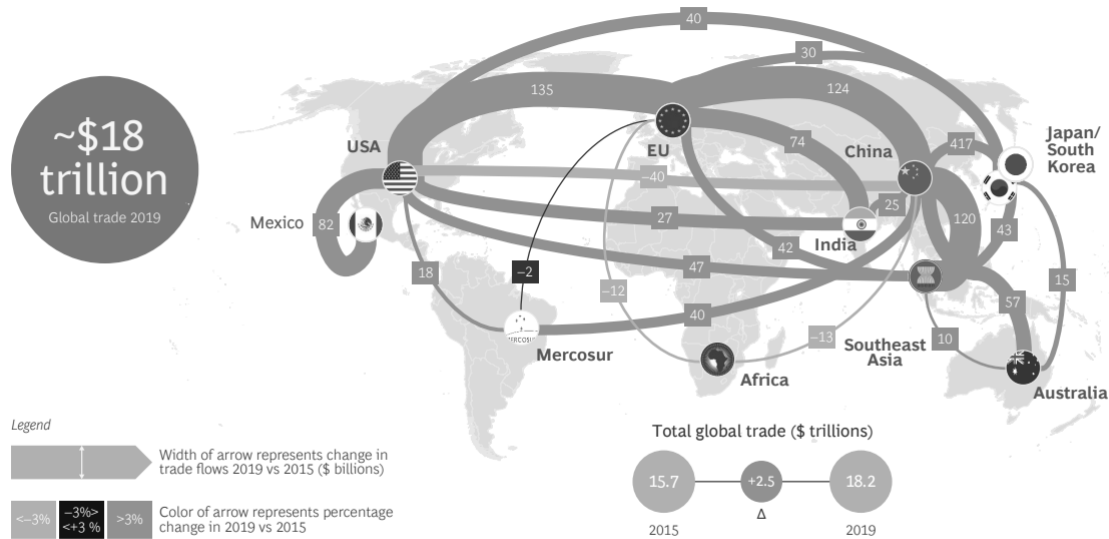 40
30
135
124
~$18
trillion
Global trade 2019
USA
EU
74
China
417
Japan/
South
Korea
–40
Mexico
82
27
25
India
120
43
42
18
–2
47
–12
15
57
40
MERCOSUR
Mercosur
–13
Southeast
Asia
10
Africa
Australia
Legend
Width of arrow represents change in
trade flows 2019 vs 2015 ($ billions)
<–3%
–3%>
<+3 %
>3%
Color of arrow represents percentage
change in 2019 vs 2015
Total global trade ($ trillions)
15.7
+2.5
18.2
2015
Δ
2019